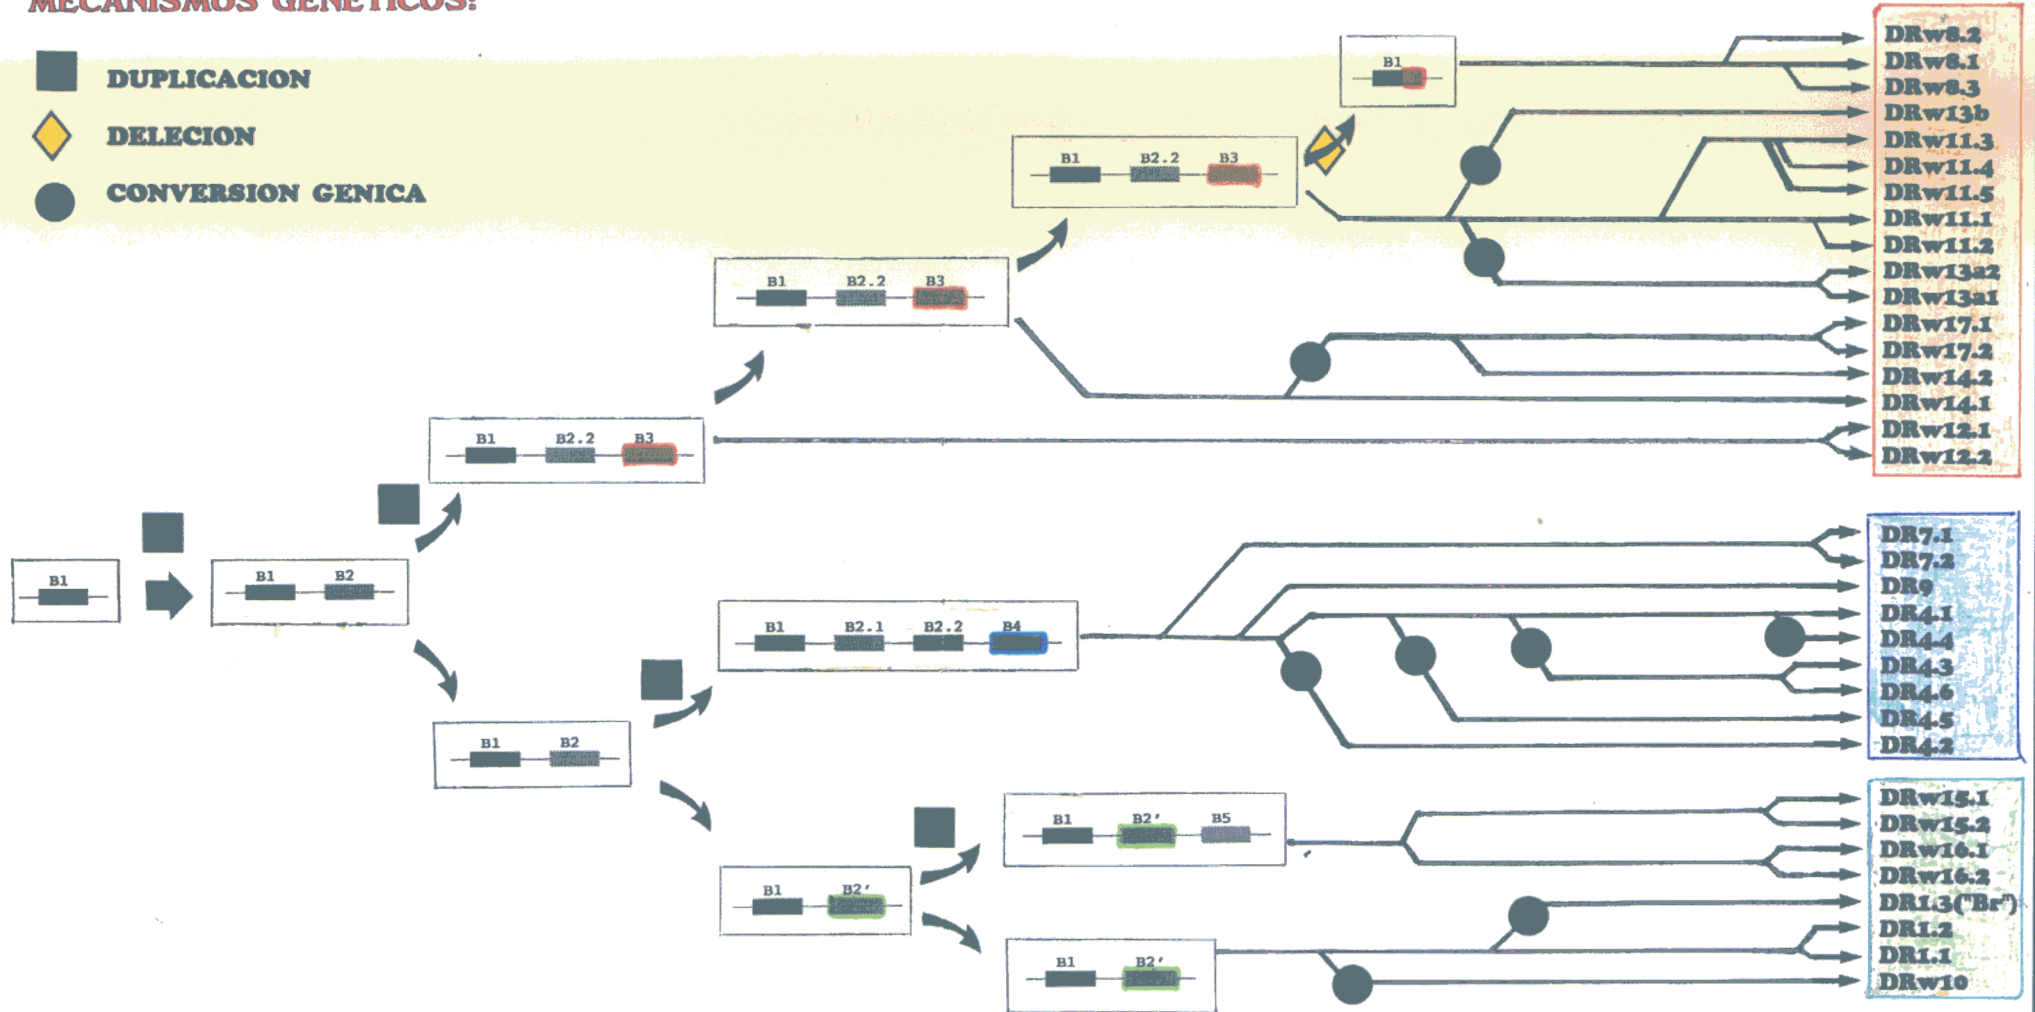 MECANISMOS GENETICOS:
DUPLICACION
DELECION
CONVERSION GENICA
B1
B1 B2.2 B3
B1 B2.2 B3
B1 B2.2 B3
B1
B1 B2
B1 B2.1 B2.2 B4
B1 B2
B1 B2' B5
B1 B2'
B1 B2'
DRw8.2
DRw8.1
DRw8.3
DRw13b
DRw11.3
DRw11.4
DRw11.5
DRw11.1
DRw11.2
DRw13a2
DRw13a1
DRw17.1
DRw17.2
DRw14.2
DRw14.1
DRw12.1
DRw12.2
DR7.1
DR7.2
DR9
DR4.1
DR4.4
DR4.3
DR4.6
DR4.5
DR4.2
DRw15.1
DRw15.2
DRw16.1
DRw16.2
DR1.3("Br")
DR1.2
DR1.1
DRw10